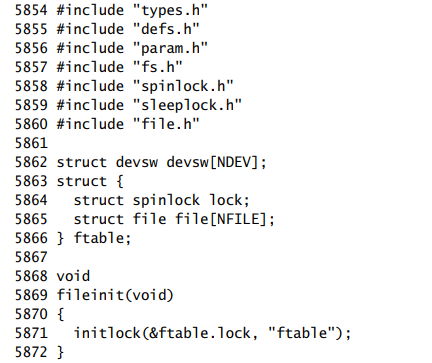 5854 #include "types.h"
5855 #include "defs.h"
5856 #include "param.h"
5857 #include "fs.h"
5858 #include "spinlock.h"
5859 #include "sleeplock.h"
5860 #include "file.h"
5861
5862 struct devsw devsw[NDEV];
5863 struct {
5864   struct spinlock lock;
5865   struct file file[NFILE];
5866 } ftable;
5867
5868 void
5869 fileinit(void)
5870 {
5871   initlock(&ftable.lock, "ftable");
5872 }